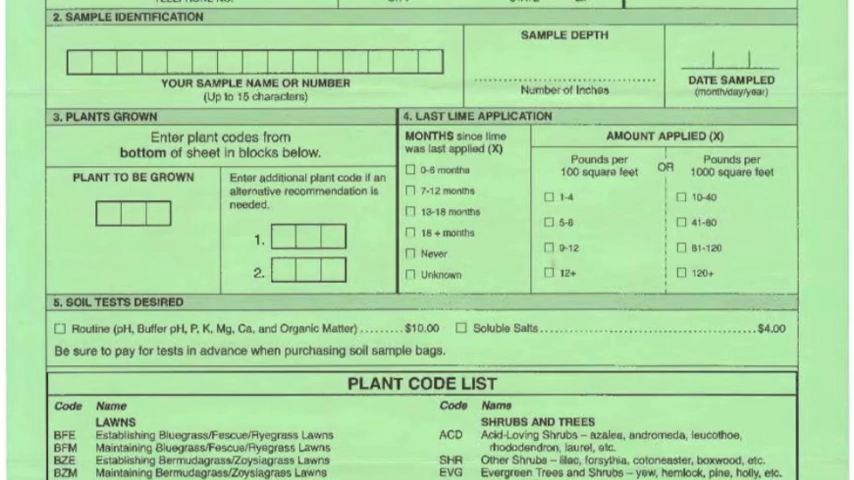 TELEPHONE NO.
2. SAMPLE IDENTIFICATION
YOUR SAMPLE NAME OR NUMBER
(Up to 15 characters)
SAMPLE DEPTH
Number of Inches
DATE SAMPLED
(month/day/year)
3. PLANTS GROWN
Enter plant codes from
bottom of sheet in blocks below.
PLANT TO BE GROWN
Enter additional plant code if an
alternative recommendation is
needed.
1.
2.
4. LAST LIME APPLICATION
MONTHS since lime
was last applied (X)
0-6 months
7-12 months
13-18 months
18 + months
Never
Unknown
AMOUNT APPLIED (X)
Pounds per
100 square feet
1-4
5-8
9-12
12+
OR
Pounds per
1000 square feet
10-40
41-80
81-120
120+
5. SOIL TESTS DESIRED
Routine (pH, Buffer pH, P, K, Mg, Ca, and Organic Matter)........$10.00 Soluble Salts.......................................$4.00
Be sure to pay for tests in advance when purchasing soil sample bags.
PLANT CODE LIST
Code Name
LAWNS
BFE Establishing Bluegrass/Fescue/Ryegrass Lawns
BFM Maintaining Bluegrass/Fescue/Ryegrass Lawns
BZE Establishing Bermudagrass/Zoysiagrass Lawns
BZM Maintaining Bermudagrass/Zoysiagrass Lawns
Code Name
SHRUBS AND TREES
ACD Acid-Loving Shrubs – azalea, andromeda, leucothoe,
rhododendron, laurel, etc.
SHR Other Shrubs – lilac, forsythia, cotoneaster, boxwood, etc.
EVG Evergreen Trees and Shrubs – yew, hemlock, pine, holly, etc.